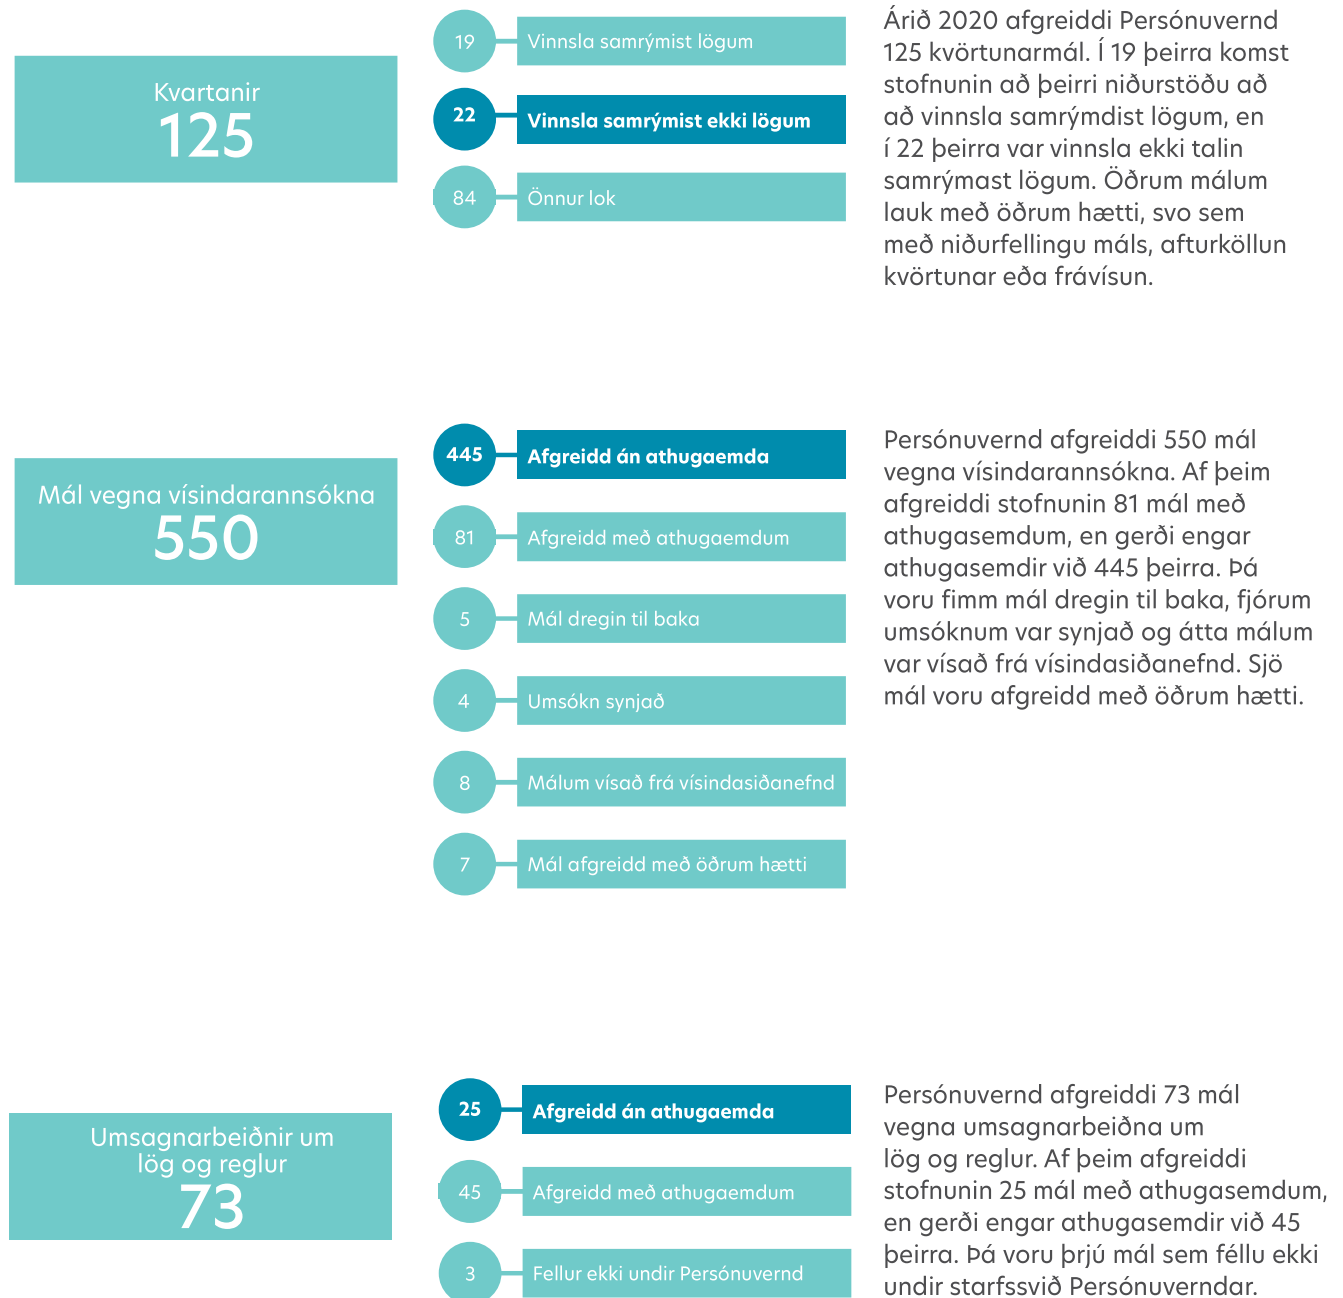 Kvartanir
125
19
Vinnsla samrýmist lögum
22
Vinnsla samrýmist ekki lögum
84
Önnur lok
Árið 2020 afgreiddi Persónuvernd
125 kvörtunarmál. Í 19 þeirra komst
stofnunin að þeirri niðurstöðu að
að vinnsla samrýmdist lögum, en
í 22 þeirra var vinnsla ekki talin
samrýmast lögum. Öðrum málum
lauk með öðrum hætti, svo sem
með niðurfellingu máls, afturköllun
kvörtunar eða frávísun.
Mál vegna vísindarannsókna
550
445
Afgreidd án athugaemda
81
Afgreidd með athugaemdum
5
Mál dregin til baka
4
Umsókn synjað
8
Málum vísað frá vísindasiðanefnd
7
Mál afgreidd með öðrum hætti
Persónuvernd afgreiddi 550 mál
vegna vísindarannsókna. Af þeim
afgreiddi stofnunin 81 mál með
athugasemdum, en gerði engar
athugasemdir við 445 þeirra. Þá
voru fimm mál dregin til baka, fjórum
umsóknum var synjað og átta málum
var vísað frá vísindasiðanefnd. Sjö
mál voru afgreidd með öðrum hætti.
Umsagnarbeiðnir um
lög og reglur
73
25
Afgreidd án athugaemda
45
Afgreidd með athugaemdum
3
Fellur ekki undir Persónuvernd
Persónuvernd afgreiddi 73 mál
vegna umsagnarbeiðna um
lög og reglur. Af þeim afgreiddi
stofnunin 25 mál með athugasemdum,
en gerði engar athugasemdir við 45
þeirra. Þá voru þrjú mál sem féllu ekki
undir starfssvið Persónuverndar.